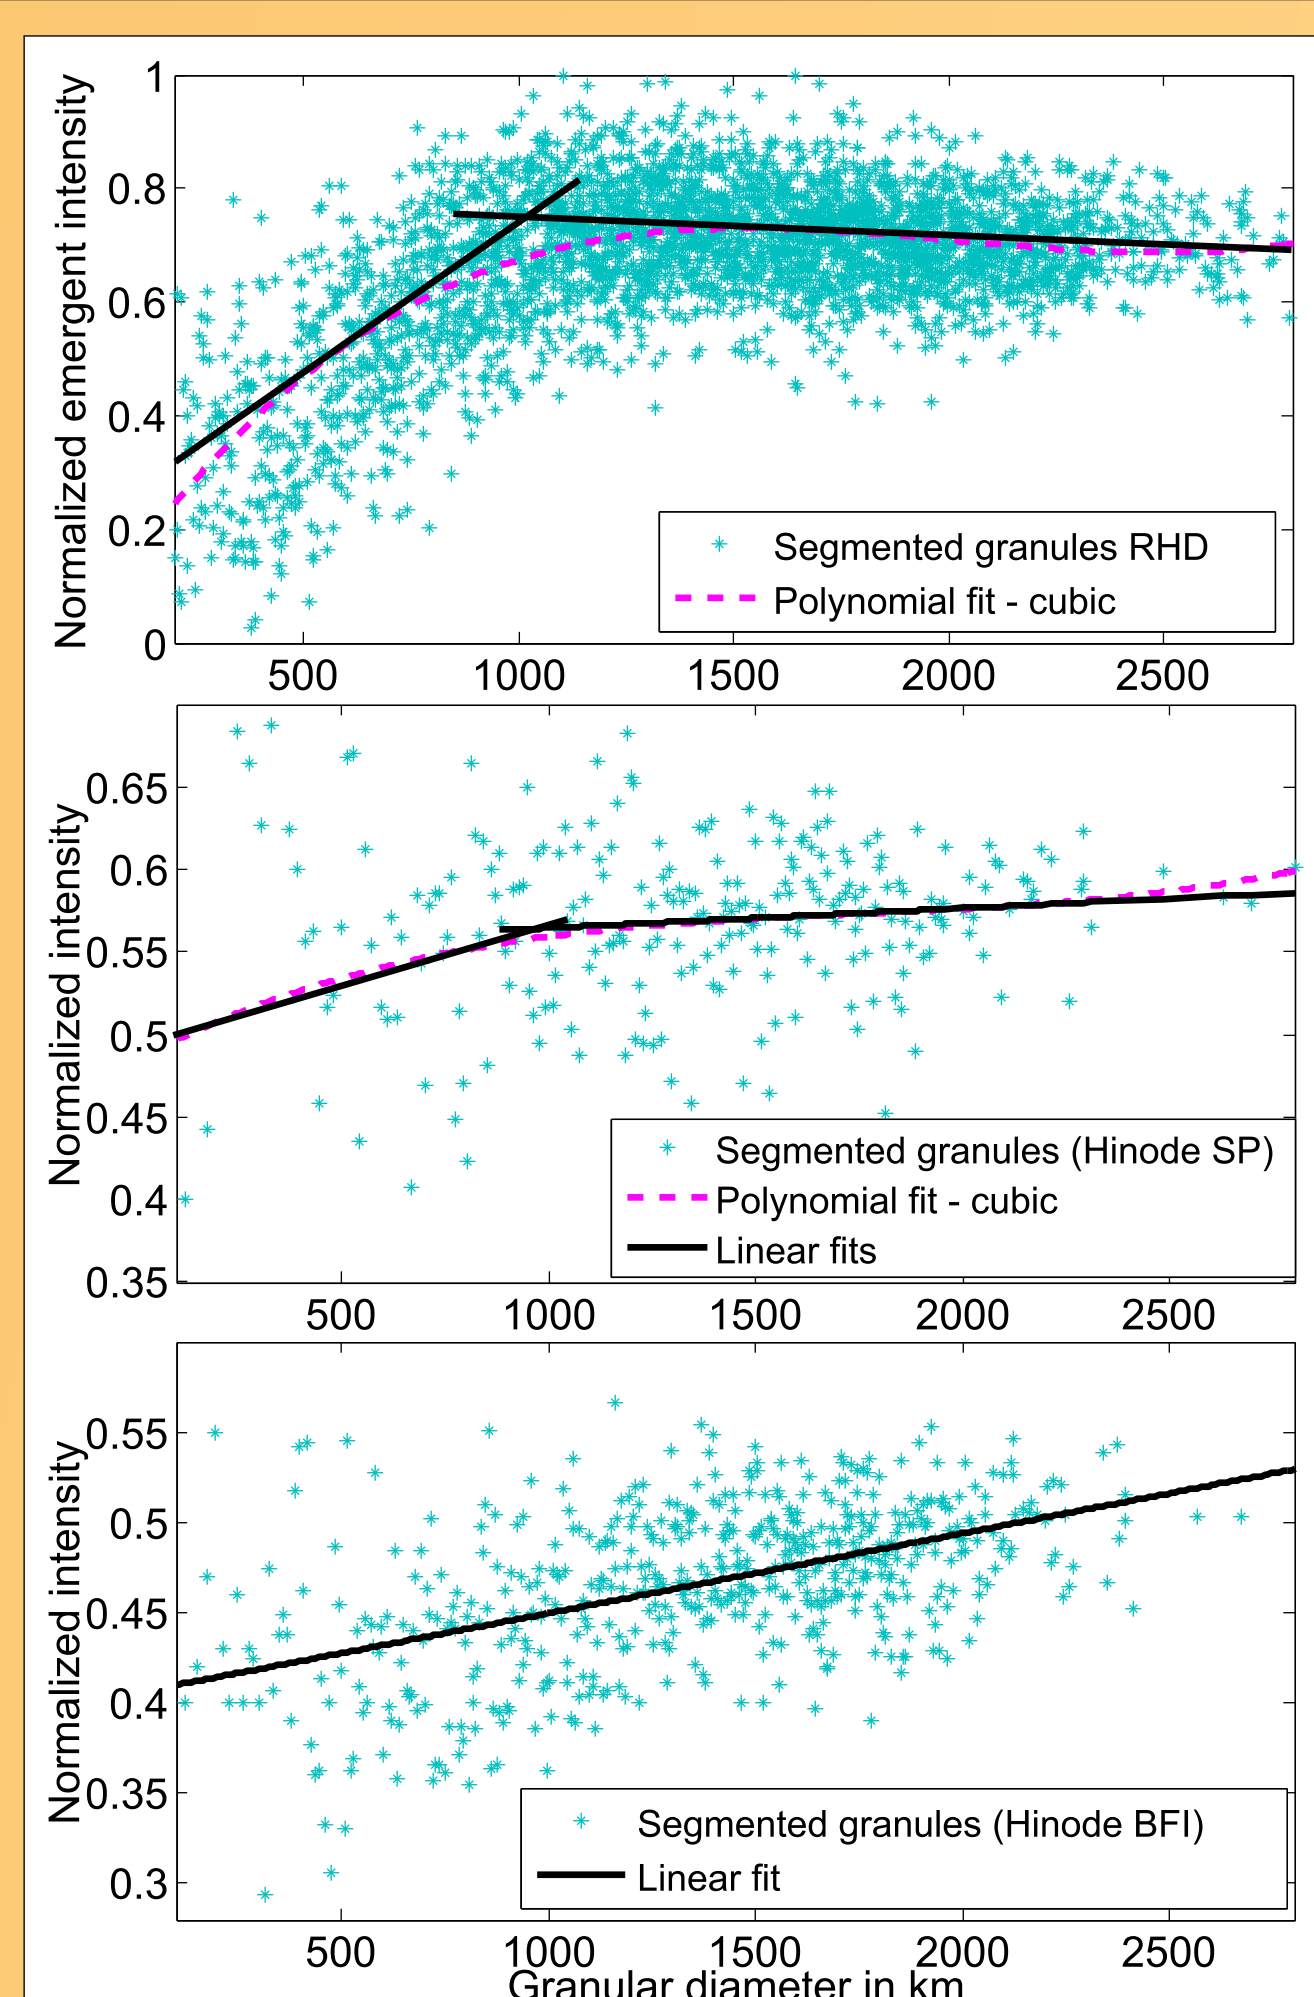 Normalized emergent intensity
1
0.8
0.6
0.4
0.2
0
Segmented granules RHD
Polynomial fit - cubic
500 1000 1500 2000 2500
Normalized intensity
0.65
0.6
0.55
0.5
0.45
0.4
0.35
Segmented granules (Hinode SP)
Polynomial fit - cubic
Linear fits
500 1000 1500 2000 2500
Normalized intensity
0.55
0.5
0.45
0.4
0.35
0.3
Segmented granules (Hinode BFI)
Linear fit
500 1000 1500 2000 2500
Granular diameter in km